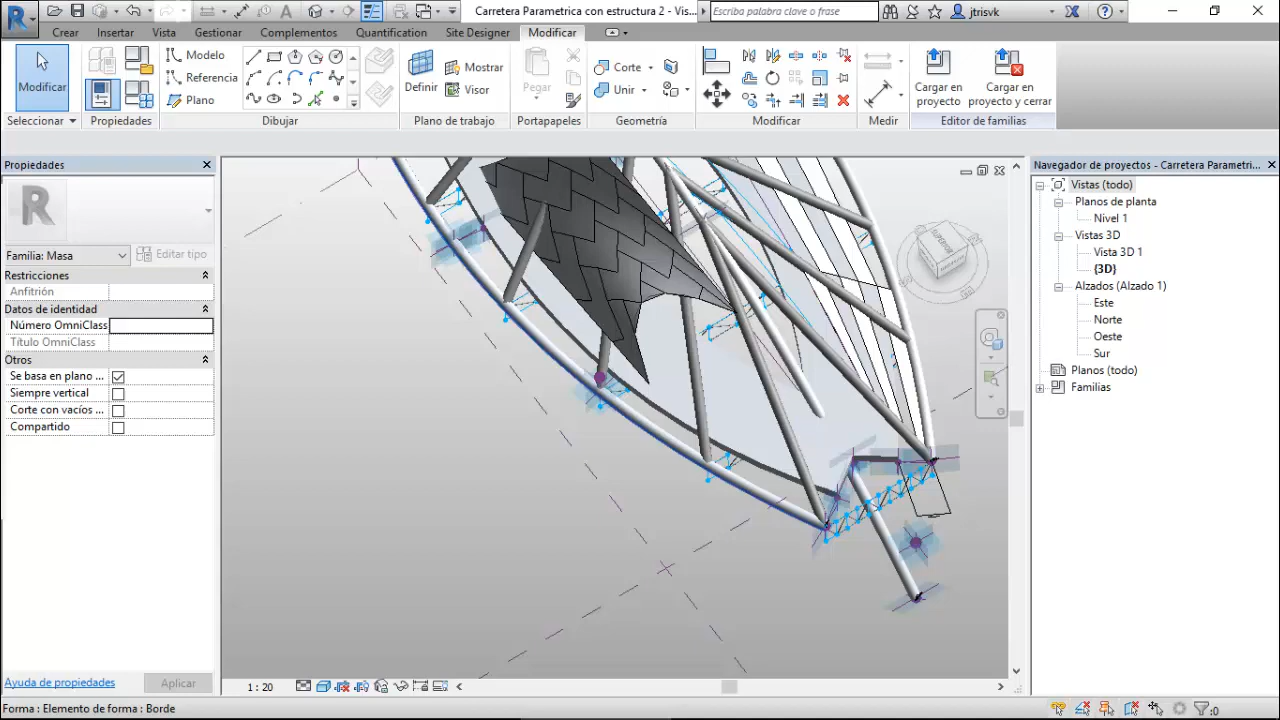 Carretera Parametrica con estructura 2 - Vis...
Escriba palabra clave o frase
jtrisvk
Crear
Insertar
Vista
Gestionar
Complementos
Quantification
Site Designer
Modificar
Modificar
Modelo
Referencia
Plano
Definir
Mostrar
Visor
Pegar
Corte
Unir
Cargar en
proyecto
Cargar en
proyecto y cerrar
Seleccionar
Propiedades
Dibujar
Plano de trabajo
Portapapeles
Geometría
Modificar
Medir
Editor de familias
Propiedades
Familia: Masa
Editar tipo
Restricciones
Anfitrión
Datos de identidad
Número OmniClass
Título OmniClass
Otros
Se basa en plano ...
Siempre vertical
Corte con vacíos ...
Compartido
Ayuda de propiedades
Aplicar
1 : 20
Navegador de proyectos - Carretera Parametri...
Vistas (todo)
Planos de planta
Nivel 1
Vistas 3D
Vista 3D 1
{3D}
Alzados (Alzado 1)
Este
Norte
Oeste
Sur
Planos (todo)
Familias
Forma : Elemento de forma : Borde
:0